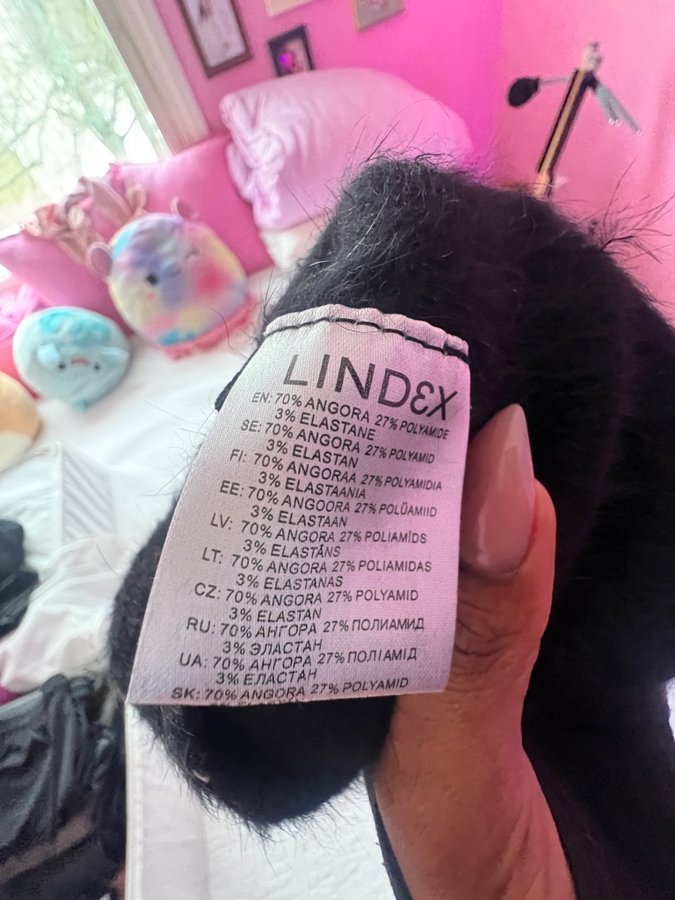 LINDEX
EN: 70% ANGORA 27% POLYAMIDE
3% ELASTANE
SE: 70% ANGORA 27% POLYAMID
3% ELASTAN
FI: 70% ANGORAA 27% POLYAMIDIA
3% ELASTAANIA
EE: 70% ANGOORA 27% POLÜAMIID
3% ELASTAAN
LV: 70% ANGORA 27% POLIAMĪDS
3% ELASTĀNS
LT: 70% ANGORA 27% POLIAMIDAS
3% ELASTANAS
CZ: 70% ANGORA 27% POLYAMID
3% ELASTAN
RU: 70% АНГОРА 27% ПОЛИАМИД
3% ЭЛАСТАН
UA: 70% АНГОРА 27% ПОЛІАМІД
3% ЕЛАСТАН
SK: 70% ANGORA 27% POLYAMID